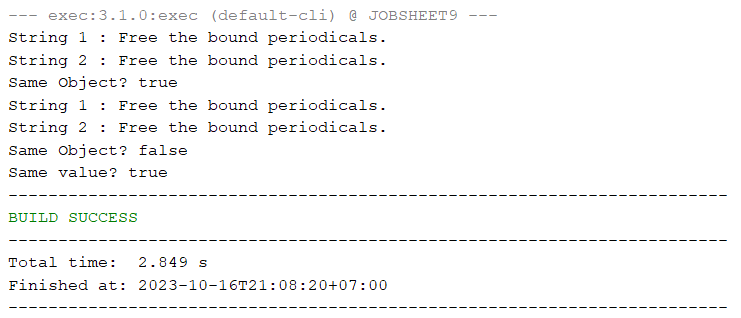 --- exec:3.1.0:exec (default-cli) @ JOBSHEET9 ---
String 1 : Free the bound periodicals.
String 2 : Free the bound periodicals.
Same Object? true
String 1 : Free the bound periodicals.
String 2 : Free the bound periodicals.
Same Object? false
Same value? true
------------------------------------------------------------------------
BUILD SUCCESS
------------------------------------------------------------------------
Total time:  2.849 s
Finished at: 2023-10-16T21:08:20+07:00
------------------------------------------------------------------------